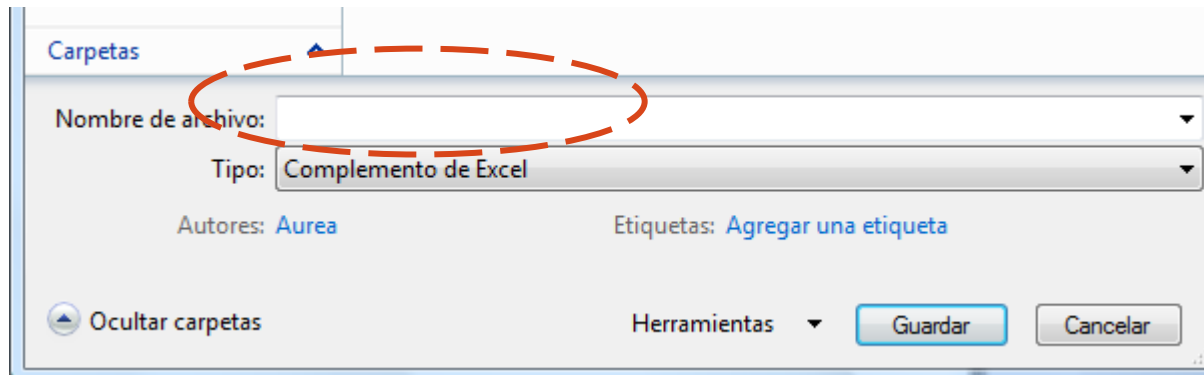 Carpetas
Nombre de archivo:
Tipo: Complemento de Excel
Autores: Aurea Etiquetas: Agregar una etiqueta
Ocultar carpetas Herramientas Guardar Cancelar